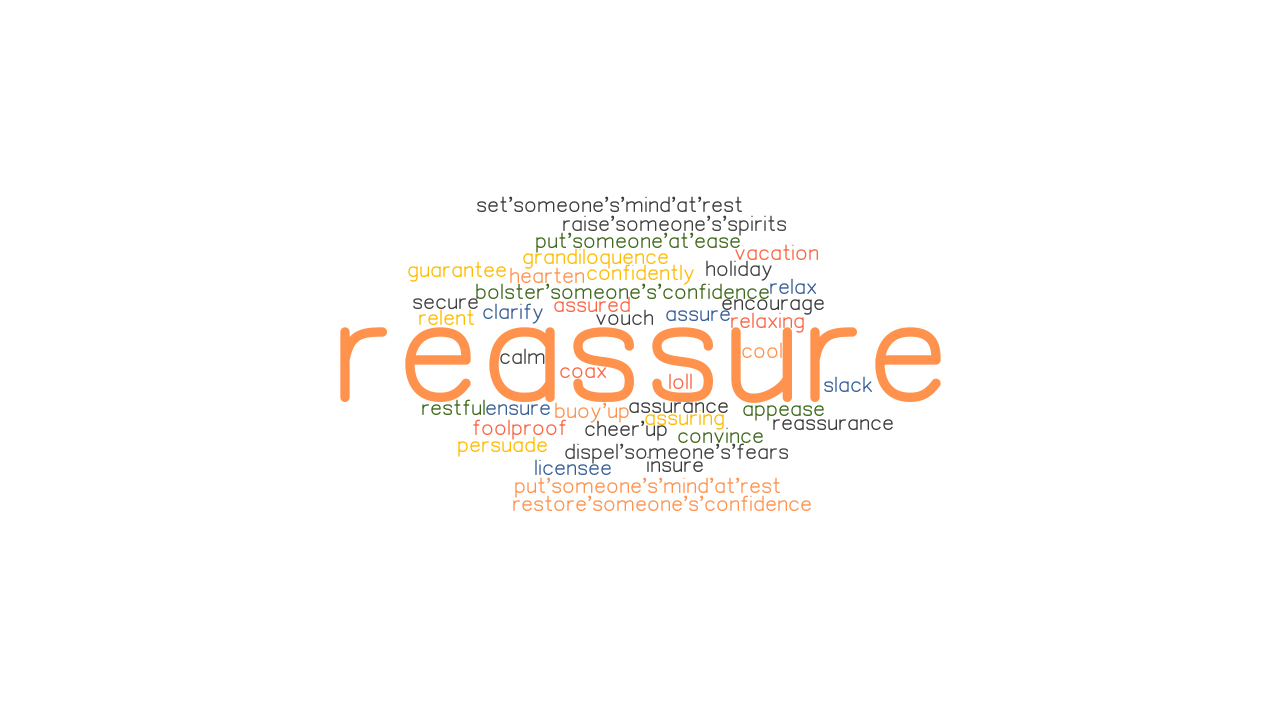 set'someone's'mind'at'rest
raise'someone's'spirits
put'someone'at'ease
vacation
grandiloquence
guarantee hearten confidently holiday
bolster'someone's'confidence relax
secure clarify assured encourage
relent vouch assure relaxing
reassure
calm cool
coax loll slack
restful ensure buoy'up assurance appease
foolproof cheer'up assuring reassurance
persuade convince
dispel'someone's'fears
licensee insure
put'someone's'mind'at'rest
restore'someone's'confidence